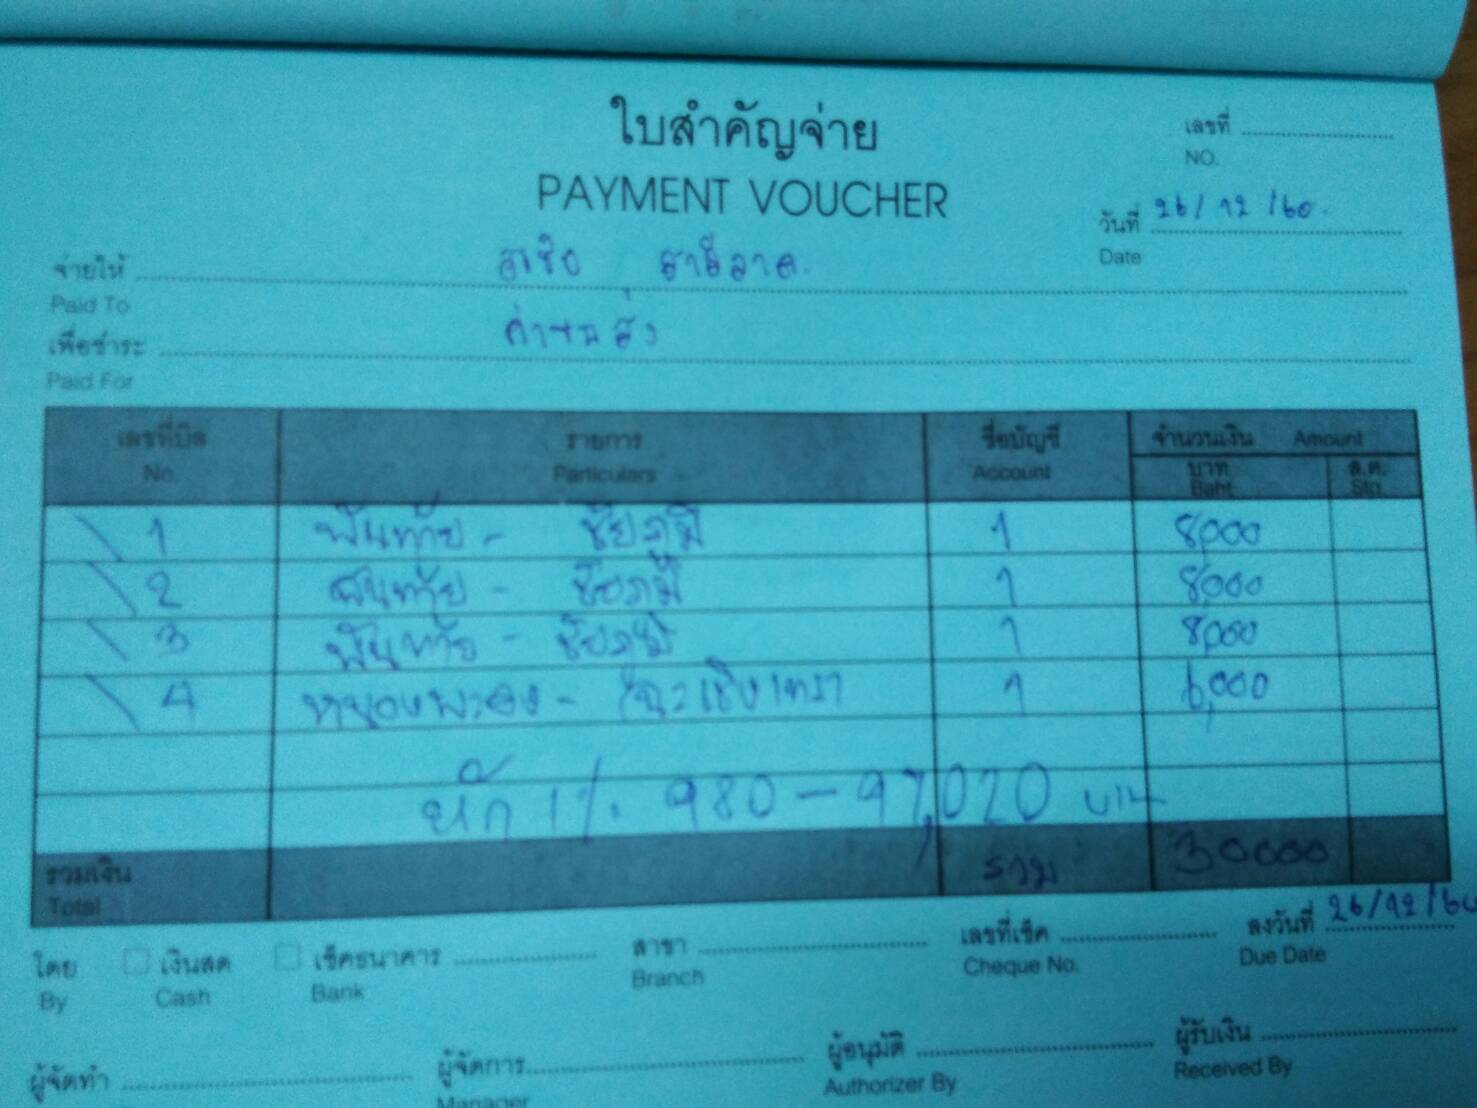 ใบสำคัญจ่าย
PAYMENT VOUCHER
เลขที่
NO.
วันที่ 26/12/60.
Date
จ่ายให้
Paid To
เพื่อชำระ ค่าขนส่ง
Paid For
เลขที่บิล รายการ ชื่อบัญชี จำนวนเงิน Amount
No. Particulars Account บาท Baht ส.ต. Stg.
1 พันท้าย - ชัยภูมิ 1 8,000
2 พันท้าย - ชัยภูมิ 1 8,000
3 พันท้าย - ชัยภูมิ 1 8,000
4 - ฉะเชิงเทรา 1 6,000
หัก 1% 980 - 97,020 บาท
รวมเงิน รวม 30000
Total
โดย เงินสด เช็คธนาคาร สาขา เลขที่เช็ค ลงวันที่ 26/12/60
By Cash Bank Branch Cheque No. Due Date
ผู้จัดทำ ผู้จัดการ ผู้อนุมัติ ผู้รับเงิน
Manager Authorizer By Received By